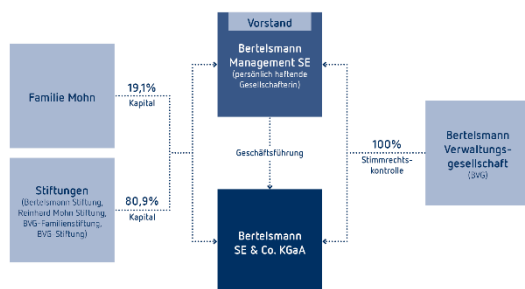 Vorstand
Bertelsmann
Management SE
(persönlich haftende
Gesellschafterin)
Familie Mohn
19,1%
Kapital
Stiftungen
(Bertelsmann Stiftung,
Reinhard Mohn Stiftung,
BVG-Familienstiftung,
BVG-Stiftung)
80,9%
Kapital
Geschäftsführung
Bertelsmann
SE & Co. KGaA
100%
Stimmrechts-
kontrolle
Bertelsmann
Verwaltungs-
gesellschaft
(BVG)